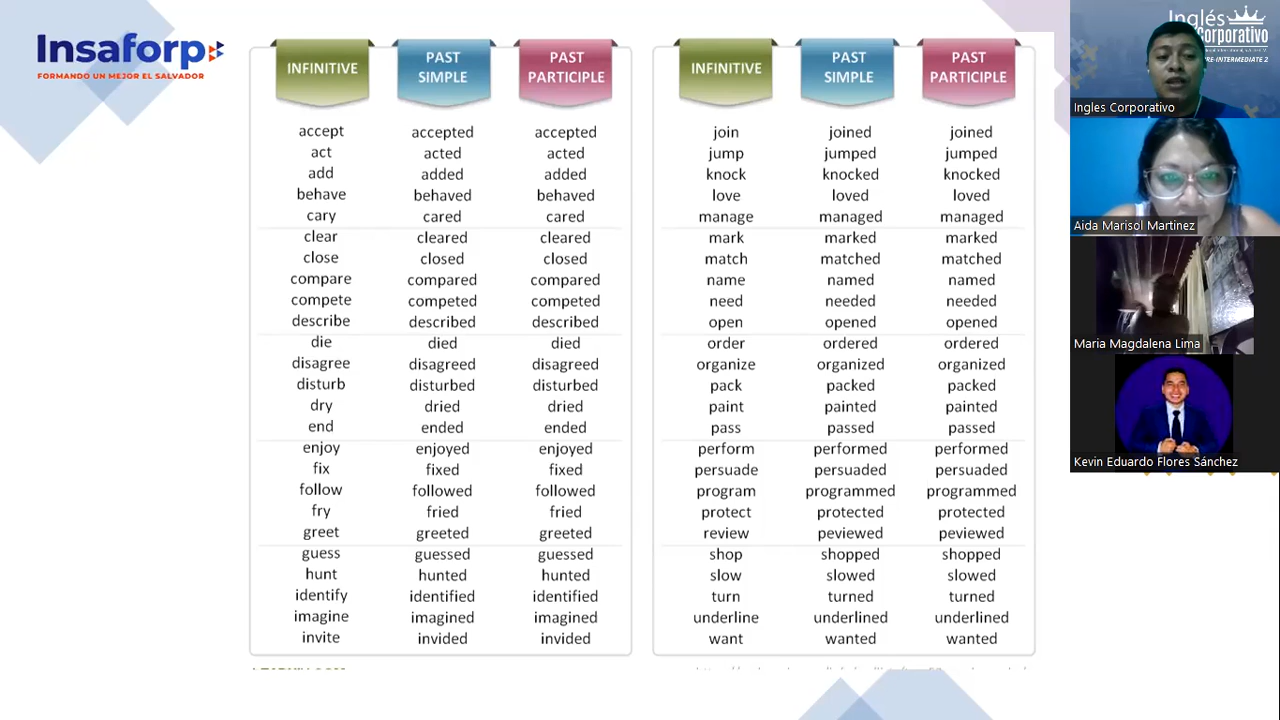 Insaforp
FORMANDO UN MEJOR EL SALVADOR
INFINITIVE PAST SIMPLE PAST PARTICIPLE
accept accepted accepted
act acted acted
add added added
behave behaved behaved
cary cared cared
clear cleared cleared
close closed closed
compare compared compared
compete competed competed
describe described described
die died died
disagree disagreed disagreed
disturb disturbed disturbed
dry dried dried
end ended ended
enjoy enjoyed enjoyed
fix fixed fixed
follow followed followed
fry fried fried
greet greeted greeted
guess guessed guessed
hunt hunted hunted
identify identified identified
imagine imagined imagined
invite invided invided
INFINITIVE PAST SIMPLE PAST PARTICIPLE
join joined joined
jump jumped jumped
knock knocked knocked
love loved loved
manage managed managed
mark marked marked
match matched matched
name named named
need needed needed
open opened opened
order ordered ordered
organize organized organized
pack packed packed
paint painted painted
pass passed passed
perform performed performed
persuade persuaded persuaded
program programmed programmed
protect protected protected
review peviewed peviewed
shop shopped shopped
slow slowed slowed
turn turned turned
underline underlined underlined
want wanted wanted
Inglés
Corporativo
PRE-INTERMEDIATE 2
Ingles Corporativo
Aida Marisol Martinez
Maria Magdalena Lima
Kevin Eduardo Flores Sánchez